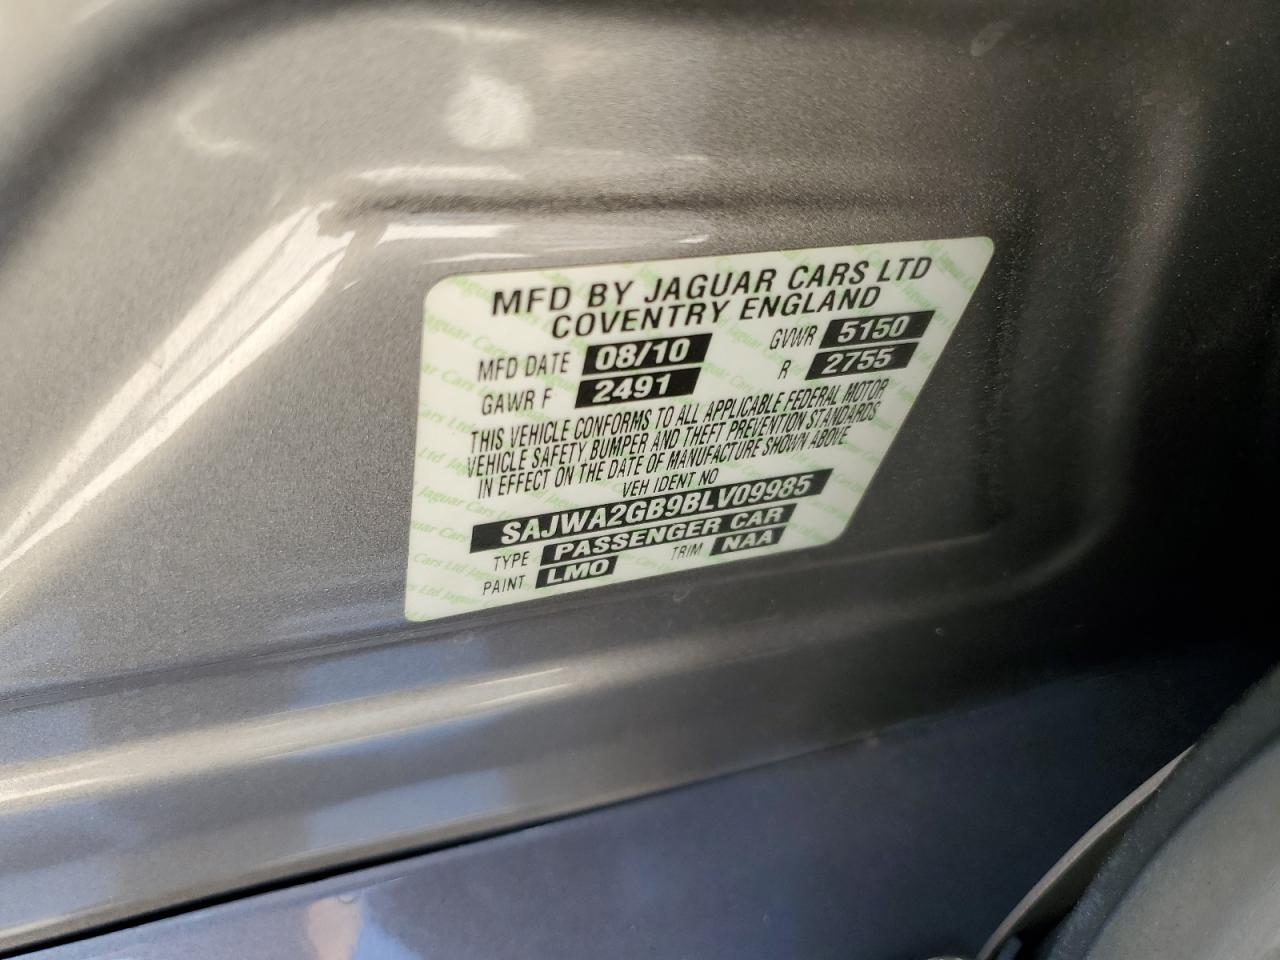 MFD BY JAGUAR CARS LTD
COVENTRY ENGLAND
MFD DATE 08/10 GVWR 5150
GAWR F 2491 R 2755
THIS VEHICLE CONFORMS TO ALL APPLICABLE FEDERAL MOTOR
VEHICLE SAFETY BUMPER AND THEFT PREVENTION STANDARDS
IN EFFECT ON THE DATE OF MANUFACTURE SHOWN ABOVE
VEH IDENT NO
SAJWA2GB9BLV09985
TYPE PASSENGER CAR
PAINT LMO TRIM NAA